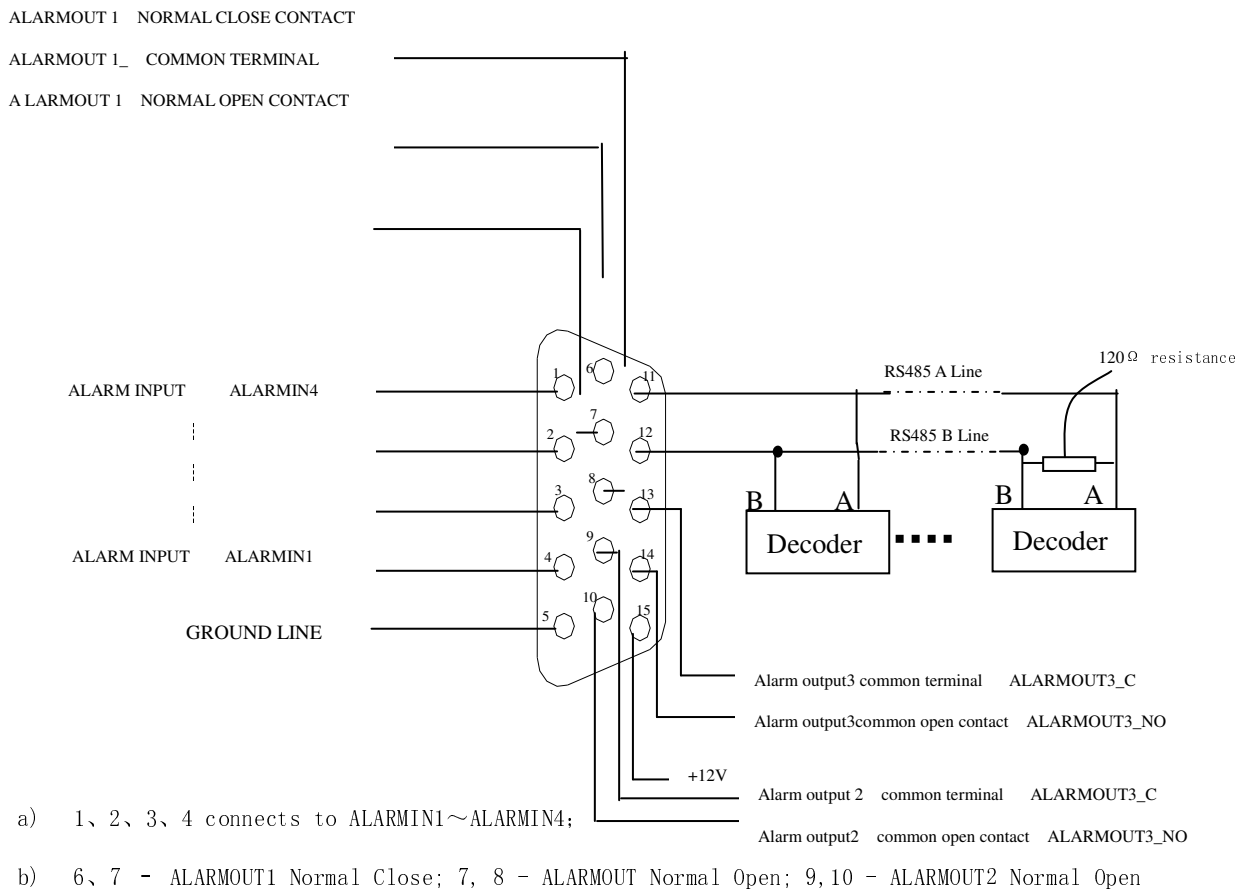 ALARMOUT 1 NORMAL CLOSE CONTACT
ALARMOUT 1_ COMMON TERMINAL
A LARMOUT 1 NORMAL OPEN CONTACT
1
6
11
120Ω resistance
RS485 A Line
ALARM INPUT ALARMIN4
7
2
12
RS485 B Line
8
3
13
B A
B A
Decoder
Decoder
9
4
14
ALARM INPUT ALARMIN1
10
5
15
GROUND LINE
Alarm output3 common terminal ALARMOUT3_C
Alarm output3common open contact ALARMOUT3_NO
+12V
Alarm output 2 common terminal ALARMOUT3_C
a) 1、2、3、4 connects to ALARMIN1～ALARMIN4;
Alarm output2 common open contact ALARMOUT3_NO
b) 6、7 - ALARMOUT1 Normal Close; 7, 8 - ALARMOUT Normal Open; 9,10 - ALARMOUT2 Normal Open